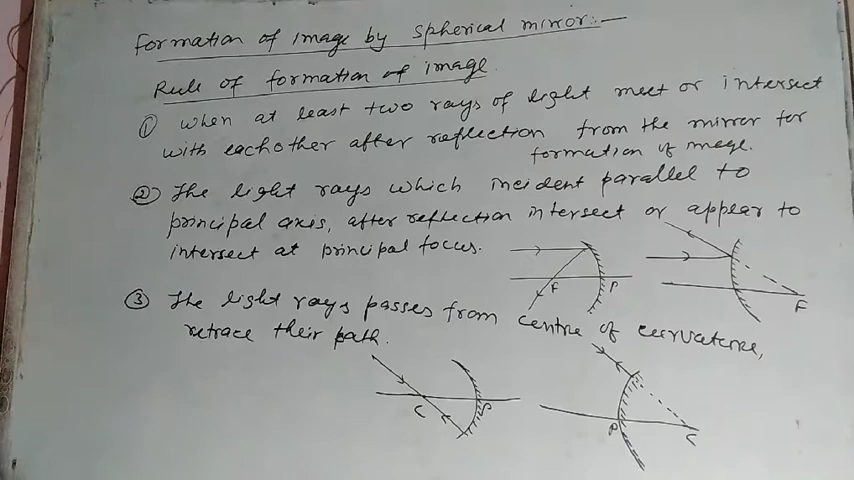 Formation of image by Spherical mirror:-
Rule of formation of image
① When at least two rays of light meet or intersect
with eachother after reflection from the mirror for
formation of mage.
② The light rays which incident parallel to
principal axis, after reflection intersect or appear to
intersect at principal focus.
F P
F
③ The light rays passes from centre of curvature,
retrace their path.
C P
P C